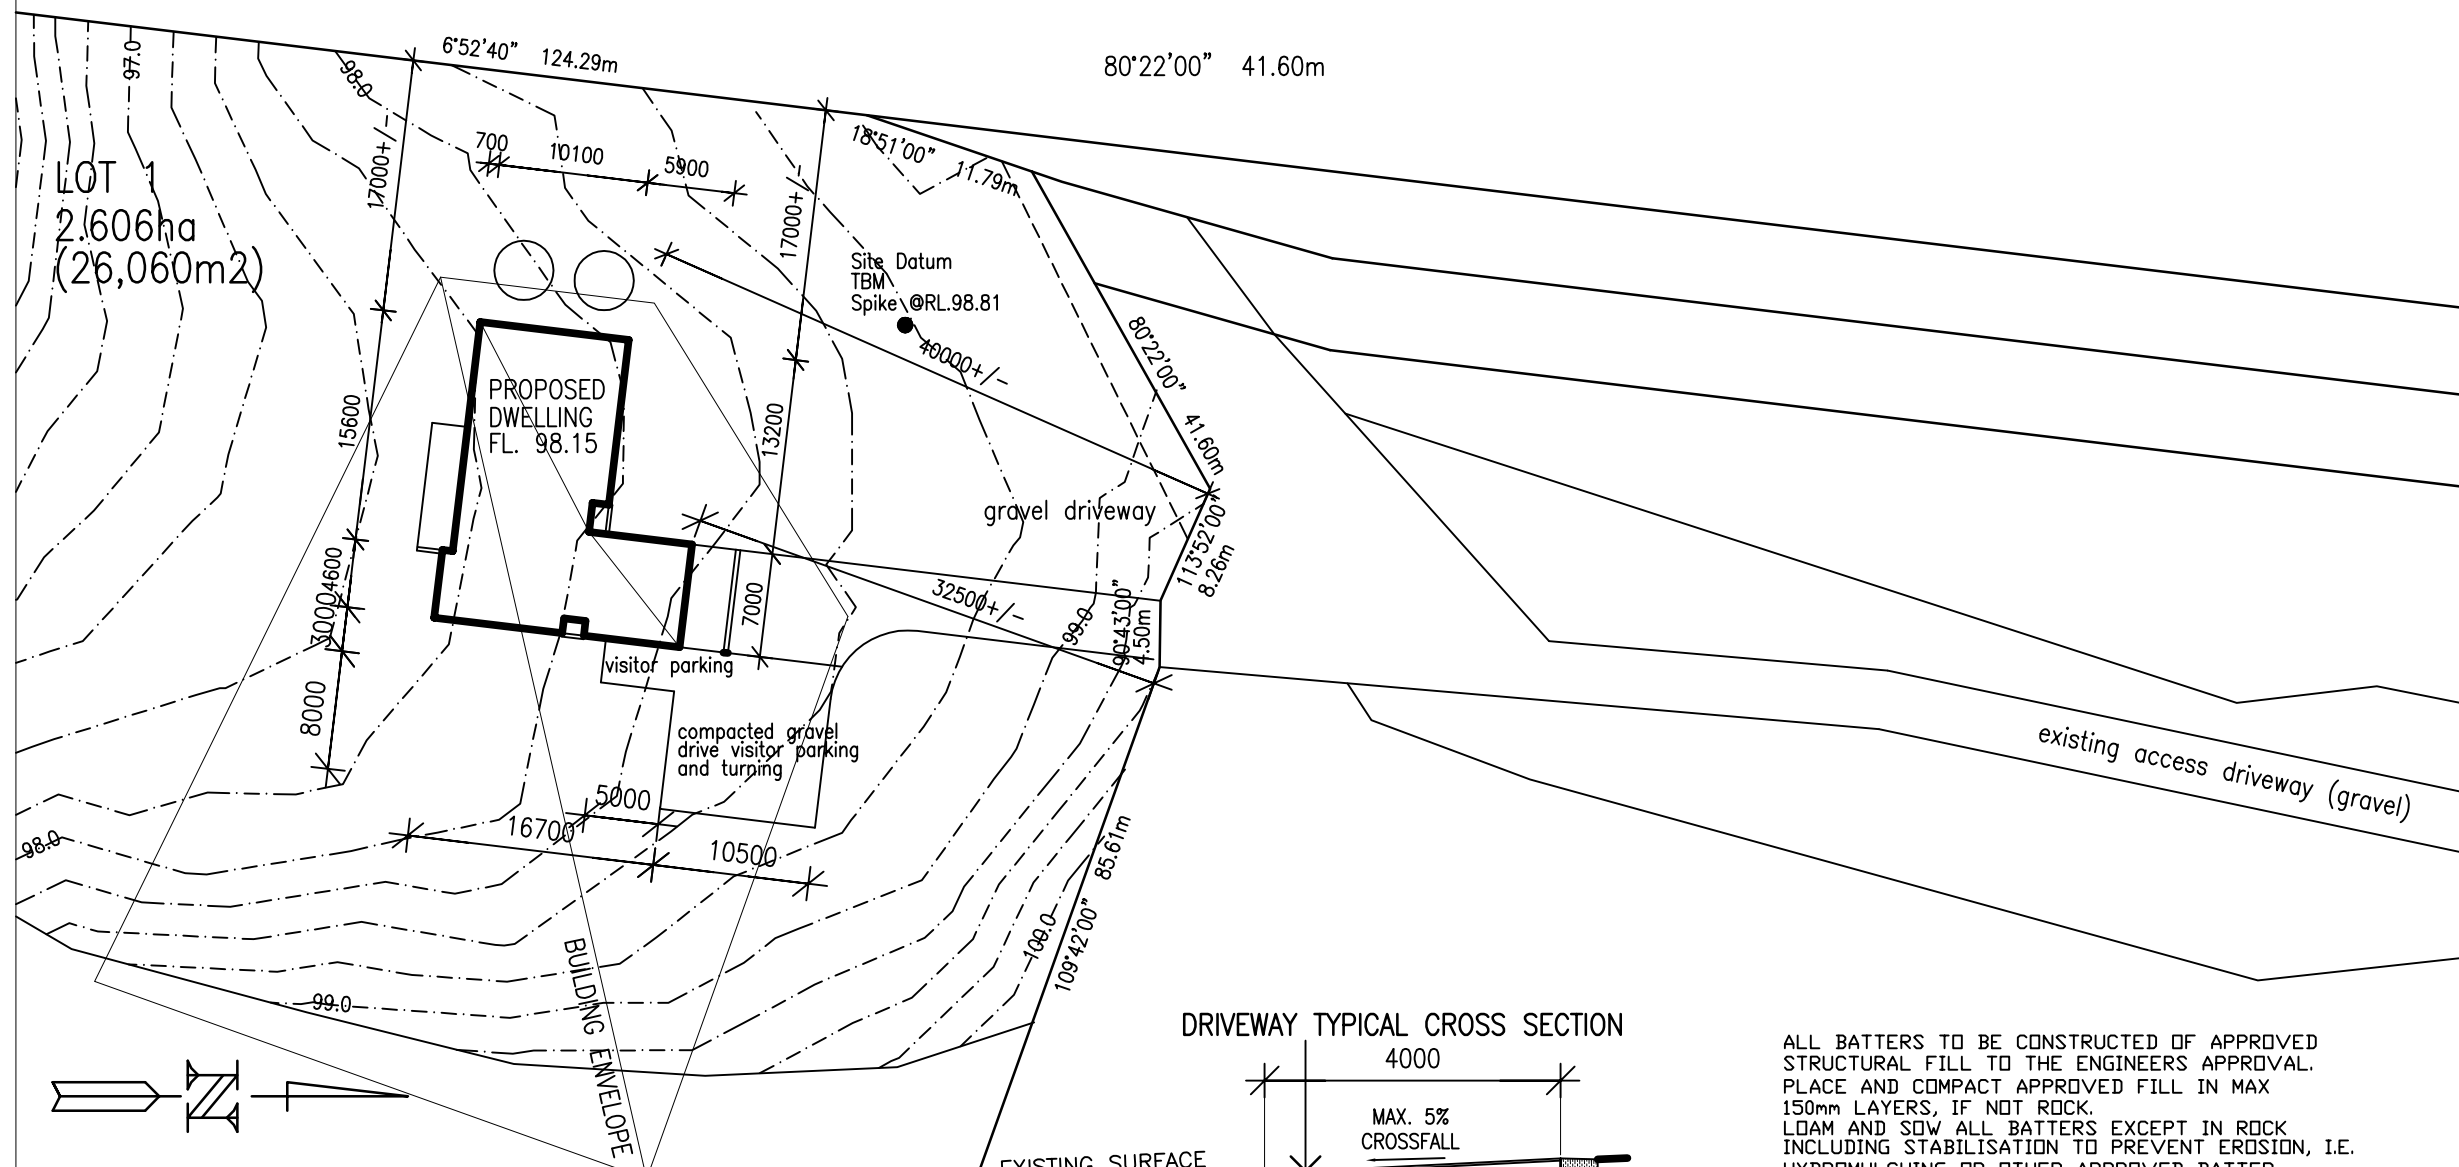 6°52'40" 124.29m
80°22'00" 41.60m
97.0
98.0
17000+/-
700
10100
5900
18°51'00"
11.79m
17000+/-
LOT 1
2.606ha
(26,060m2)
Site Datum
TBM
Spike @RL.98.81
40000+/-
80°22'00" 41.60m
PROPOSED
DWELLING
FL. 98.15
15600
13200
gravel driveway
113°52'00"
8.26m
4600
3000
8000
7000
32500+/-
99.0
90°43'00"
4.50m
visitor parking
compacted gravel
drive visitor parking
and turning
existing access driveway (gravel)
5000
16700
10500
98.0
109°42'00" 85.61m
100.0
99.0
BUILDING ENVELOPE
N
DRIVEWAY TYPICAL CROSS SECTION
4000
MAX. 5%
CROSSFALL
EXISTING SURFACE
ALL BATTERS TO BE CONSTRUCTED OF APPROVED
STRUCTURAL FILL TO THE ENGINEERS APPROVAL.
PLACE AND COMPACT APPROVED FILL IN MAX
150mm LAYERS, IF NOT ROCK.
LOAM AND SOW ALL BATTERS EXCEPT IN ROCK
INCLUDING STABILISATION TO PREVENT EROSION, I.E.
HYDROMULCHING OR OTHER APPROVED BATTER